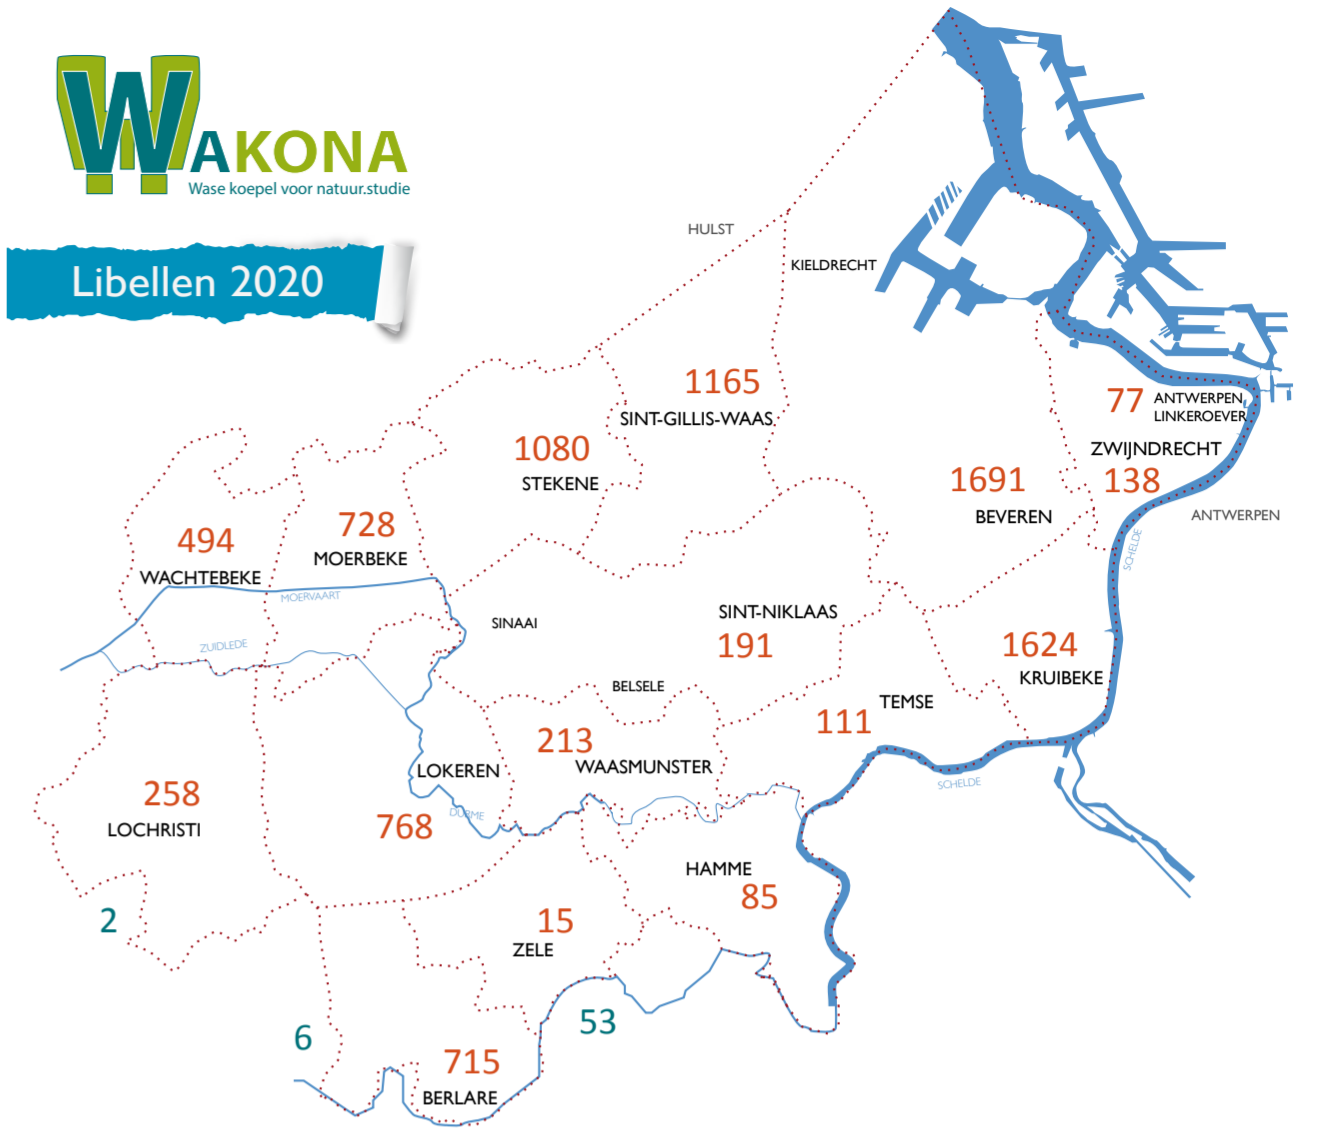 WAKONA
Wase koepel voor natuur.studie
Libellen 2020
HULST
KIELDRECHT
1165
SINT-GILLIS-WAAS
77
ANTWERPEN
LINKEROEVER
ZWIJNDRECHT
138
ANTWERPEN
1080
STEKENE
1691
BEVEREN
SCHELDE
494
WACHTEBEKE
728
MOERBEKE
MOERVAART
ZUIDLEDE
SINAAI
SINT-NIKLAAS
191
BELSELE
1624
KRUIBEKE
TEMSE
111
213
WAASMUNSTER
SCHELDE
LOKEREN
DURME
768
258
LOCHRISTI
HAMME
85
2
15
ZELE
53
6
715
BERLARE